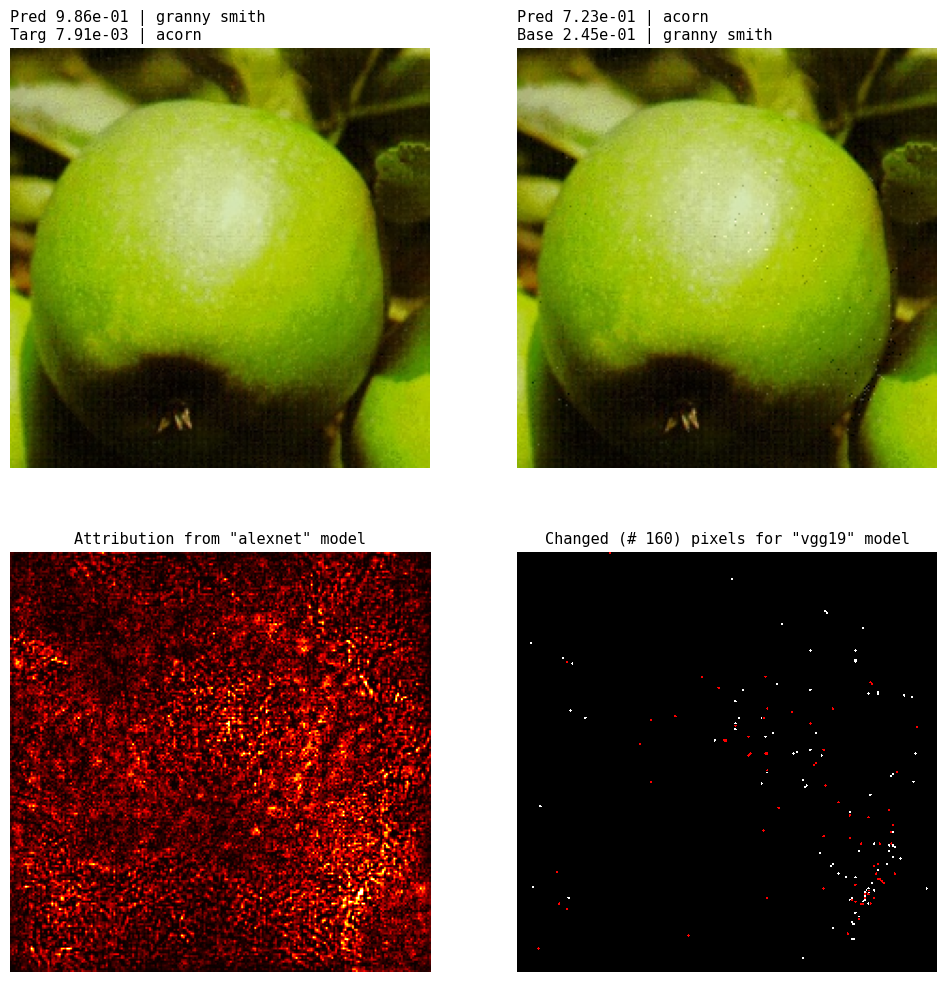 Pred 9.86e-01 | granny smith
Targ 7.91e-03 | acorn
Pred 7.23e-01 | acorn
Base 2.45e-01 | granny smith
Attribution from "alexnet" model
Changed (# 160) pixels for "vgg19" model